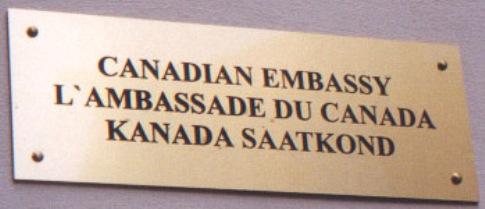 CANADIAN EMBASSY
L`AMBASSADE DU CANADA
KANADA SAATKOND